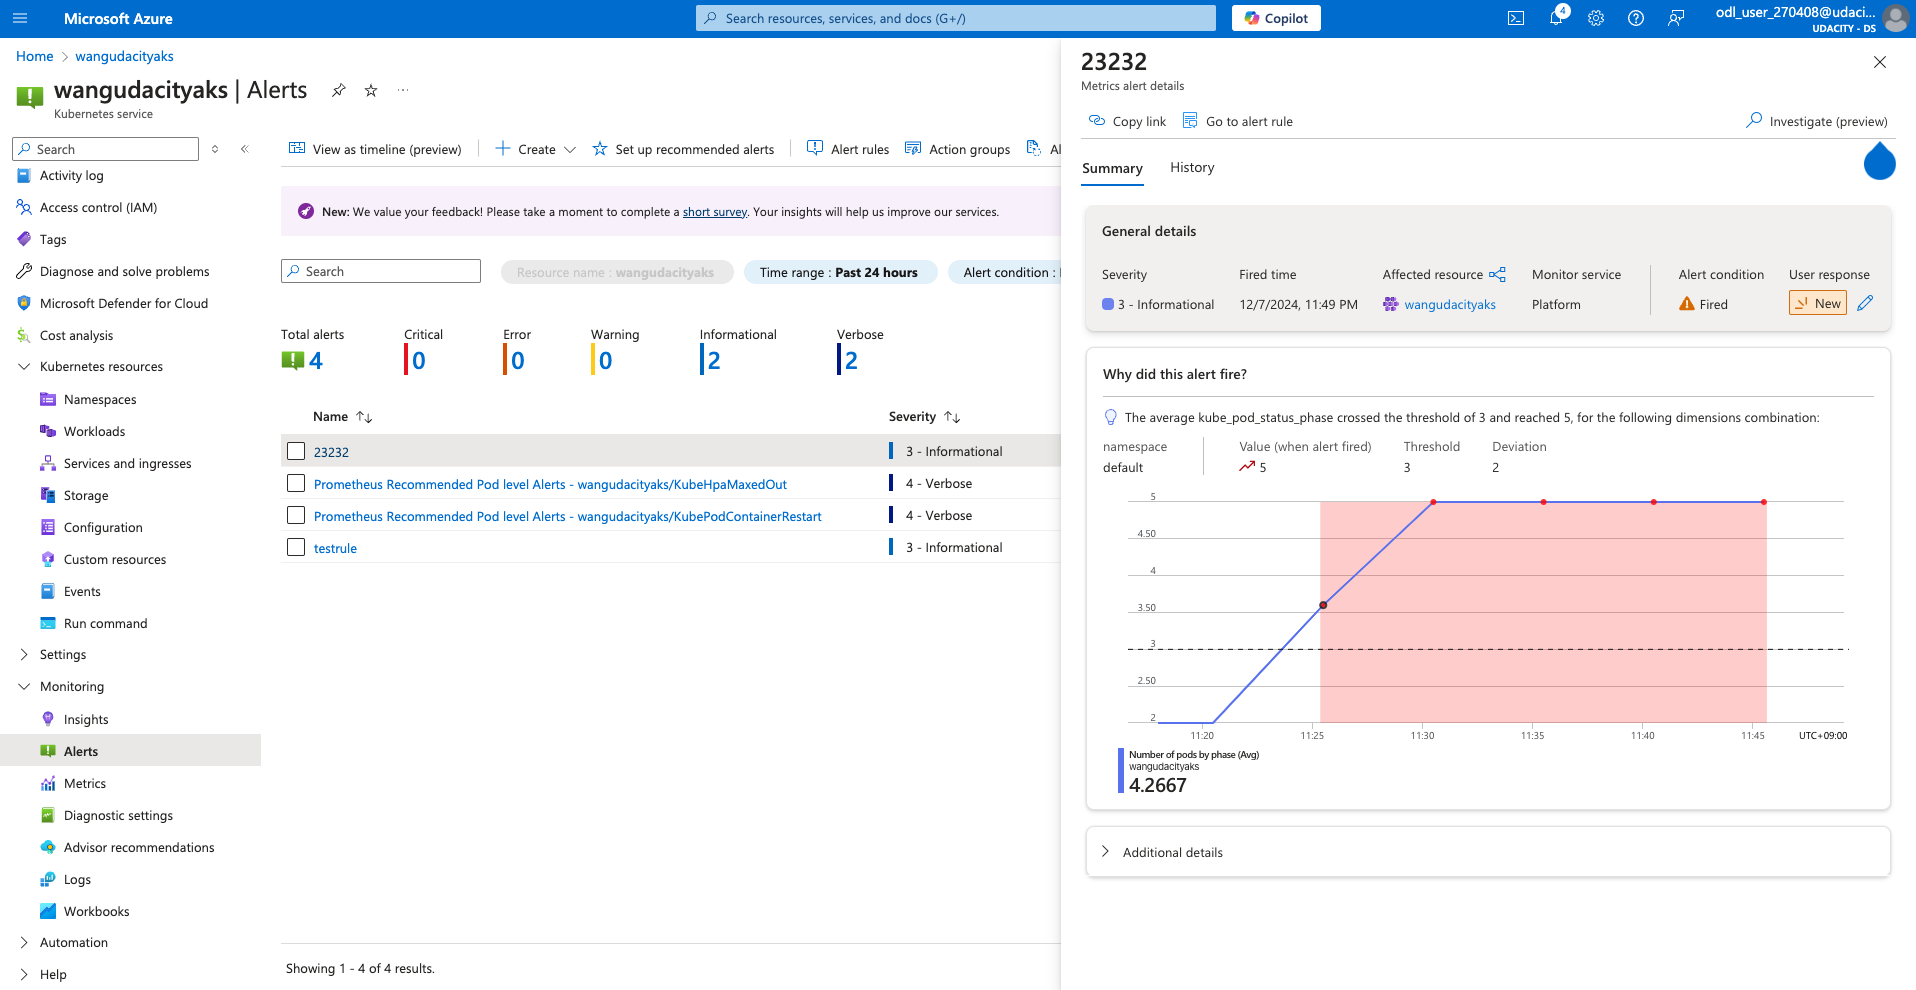 Microsoft Azure
Search resources, services, and docs (G+/)
Copilot
4
odl_user_270408@udaci...
UDACITY - DS
Home > wangudacityaks
wangudacityaks | Alerts
Kubernetes service
Search
Activity log
Access control (IAM)
Tags
Diagnose and solve problems
Microsoft Defender for Cloud
Cost analysis
Kubernetes resources
Namespaces
Workloads
Services and ingresses
Storage
Configuration
Custom resources
Events
Run command
Settings
Monitoring
Insights
Alerts
Metrics
Diagnostic settings
Advisor recommendations
Logs
Workbooks
Automation
Help
View as timeline (preview)
Create
Set up recommended alerts
Alert rules
Action groups
Al
New: We value your feedback! Please take a moment to complete a short survey. Your insights will help us improve our services.
Search
Resource name : wangudacityaks
Time range : Past 24 hours
Alert condition :
Total alerts
4
Critical
0
Error
0
Warning
0
Informational
2
Verbose
2
Name
Severity
23232
3 - Informational
Prometheus Recommended Pod level Alerts - wangudacityaks/KubeHpaMaxedOut
4 - Verbose
Prometheus Recommended Pod level Alerts - wangudacityaks/KubePodContainerRestart
4 - Verbose
testrule
3 - Informational
Showing 1 - 4 of 4 results.
23232
Metrics alert details
Copy link
Go to alert rule
Investigate (preview)
Summary
History
General details
Severity
3 - Informational
Fired time
12/7/2024, 11:49 PM
Affected resource
wangudacityaks
Monitor service
Platform
Alert condition
Fired
User response
New
Why did this alert fire?
The average kube_pod_status_phase crossed the threshold of 3 and reached 5, for the following dimensions combination:
namespace
default
Value (when alert fired)
5
Threshold
3
Deviation
2
5
4.50
4
3.50
3
2.50
2
11:20
11:25
11:30
11:35
11:40
11:45
UTC+09:00
Number of pods by phase (Avg)
wangudacityaks
4.2667
Additional details